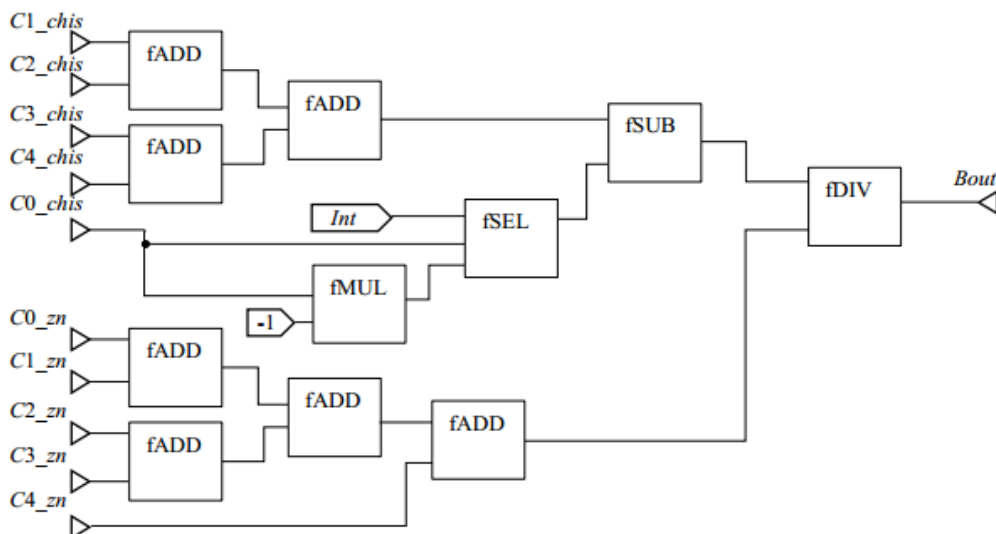 C1_chis
fADD
C2_chis
fADD
C3_chis
fADD
C4_chis
fSUB
C0_chis
Int
fSEL
fDIV
Bout
fMUL
-1
C0_zn
fADD
C1_zn
fADD
C2_zn
fADD
fADD
C3_zn
C4_zn